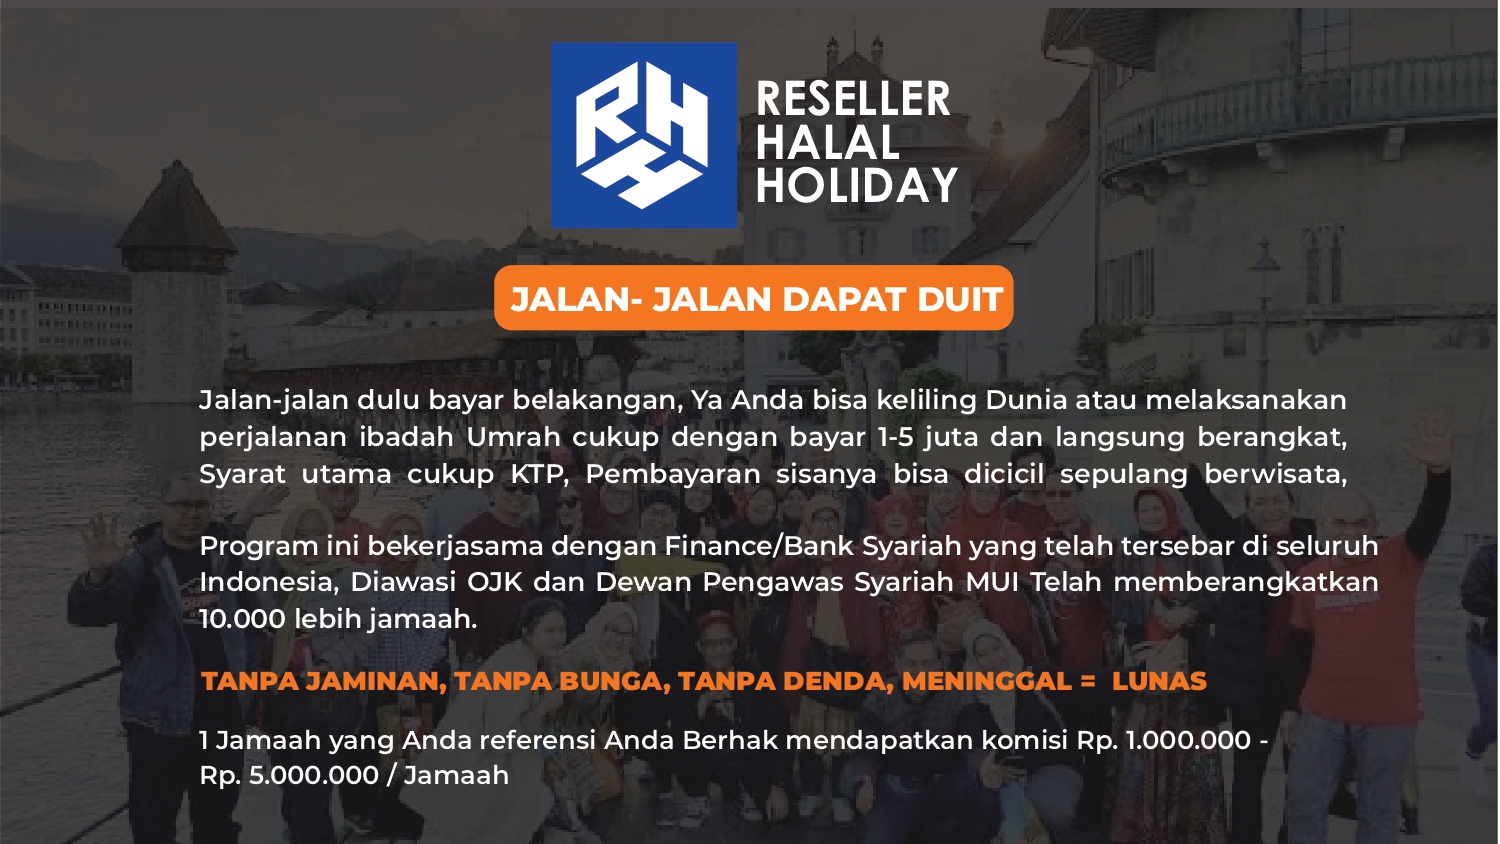 RHH
RESELLER
HALAL
HOLIDAY
JALAN- JALAN DAPAT DUIT
Jalan-jalan dulu bayar belakangan, Ya Anda bisa keliling Dunia atau melaksanakan
perjalanan ibadah Umrah cukup dengan bayar 1-5 juta dan langsung berangkat,
Syarat utama cukup KTP, Pembayaran sisanya bisa dicicil sepulang berwisata,
Program ini bekerjasama dengan Finance/Bank Syariah yang telah tersebar di seluruh
Indonesia, Diawasi OJK dan Dewan Pengawas Syariah MUI Telah memberangkatkan
10.000 lebih jamaah.
TANPA JAMINAN, TANPA BUNGA, TANPA DENDA, MENINGGAL = LUNAS
1 Jamaah yang Anda referensi Anda Berhak mendapatkan komisi Rp. 1.000.000 -
Rp. 5.000.000 / Jamaah